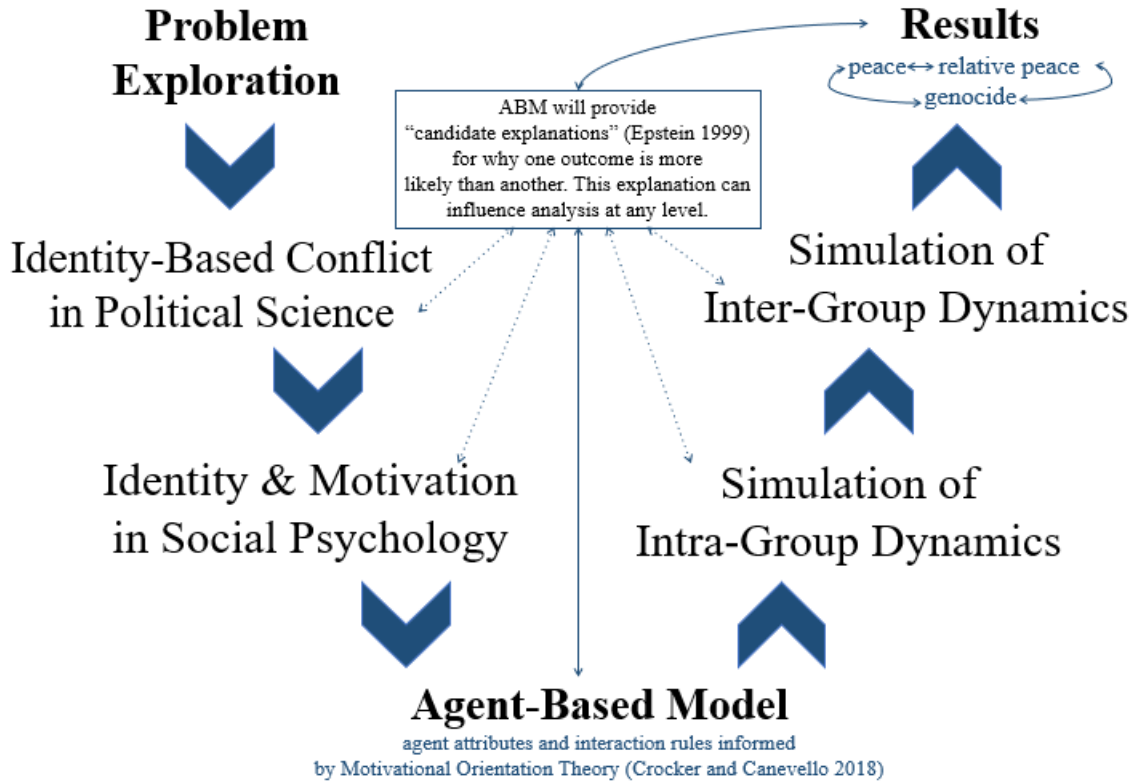 Problem
Exploration
Identity-Based Conflict
in Political Science
Identity & Motivation
in Social Psychology
Agent-Based Model
agent attributes and interaction rules informed
by Motivational Orientation Theory (Crocker and Canevello 2018)
ABM will provide
“candidate explanations” (Epstein 1999)
for why one outcome is more
likely than another. This explanation can
influence analysis at any level.
Simulation of
Intra-Group Dynamics
Simulation of
Inter-Group Dynamics
Results
peace↔relative peace
genocide